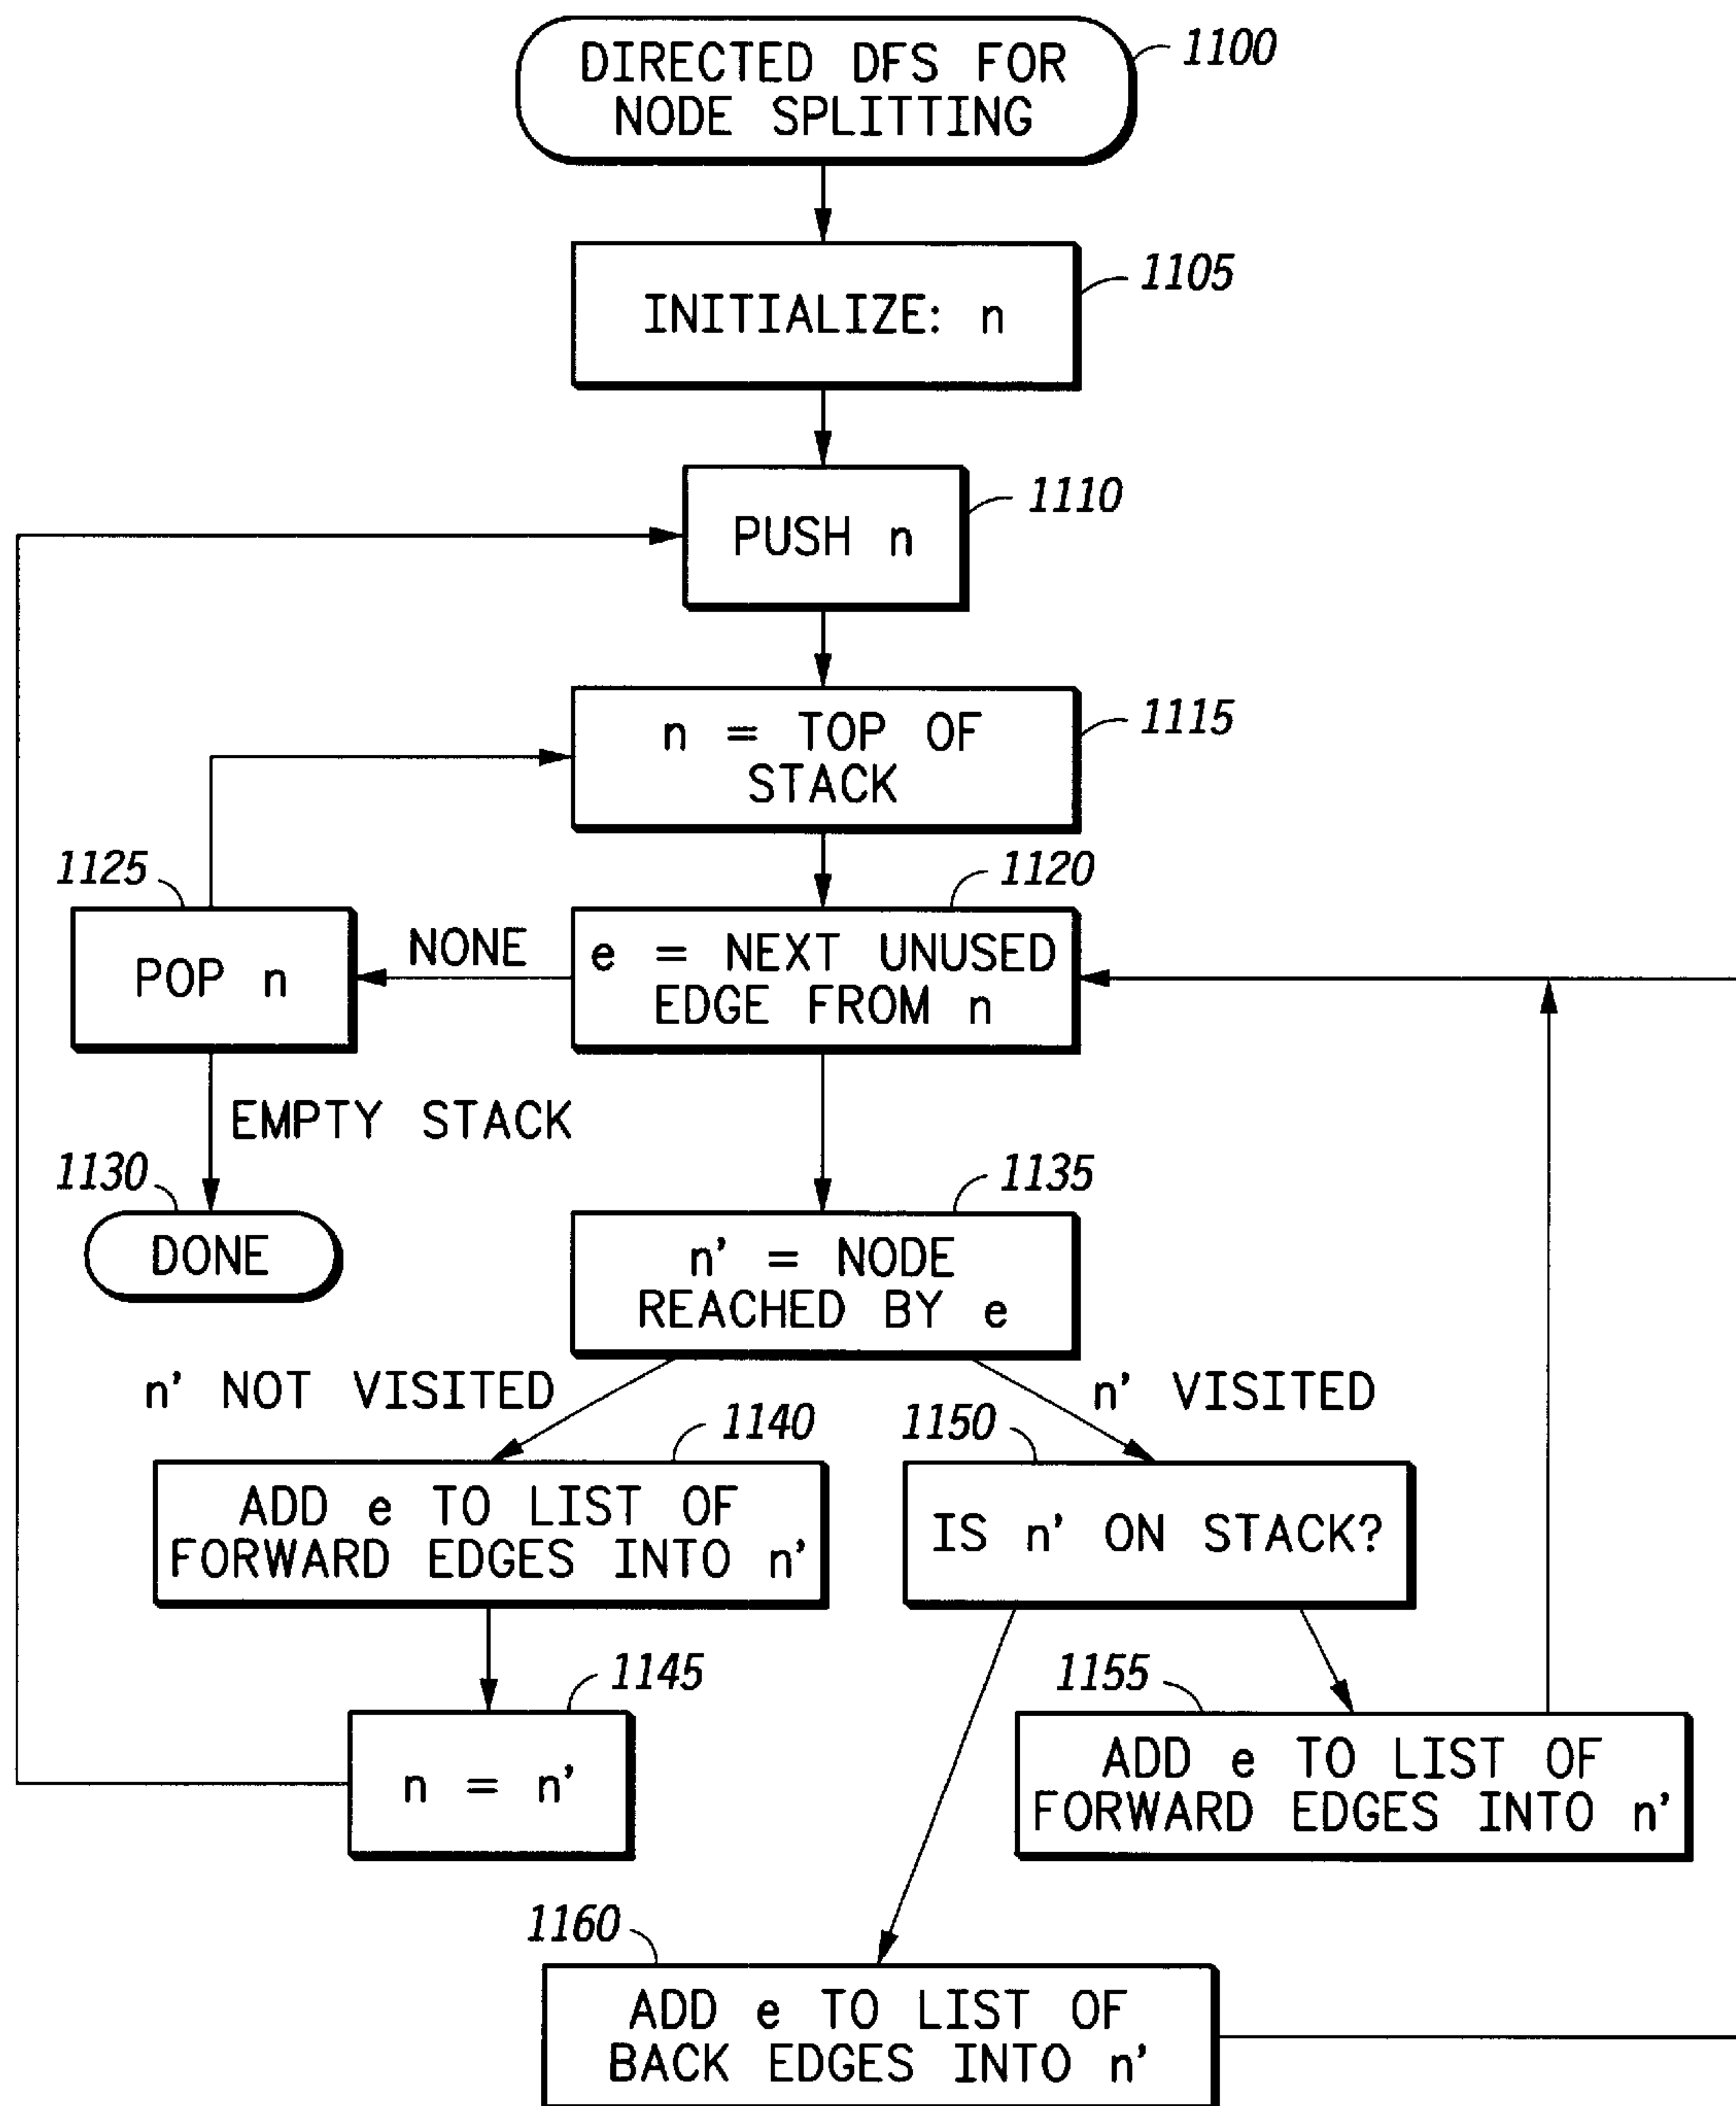 DIRECTED DFS FOR
NODE SPLITTING
1100
INITIALIZE: n
1105
PUSH n
1110
n = TOP OF
STACK
1115
1125
POP n
NONE
1120
e = NEXT UNUSED
EDGE FROM n
EMPTY STACK
1130
DONE
1135
n' = NODE
REACHED BY e
n' NOT VISITED
n' VISITED
1140
ADD e TO LIST OF
FORWARD EDGES INTO n'
1150
IS n' ON STACK?
1145
n = n'
1155
ADD e TO LIST OF
FORWARD EDGES INTO n'
1160
ADD e TO LIST OF
BACK EDGES INTO n'